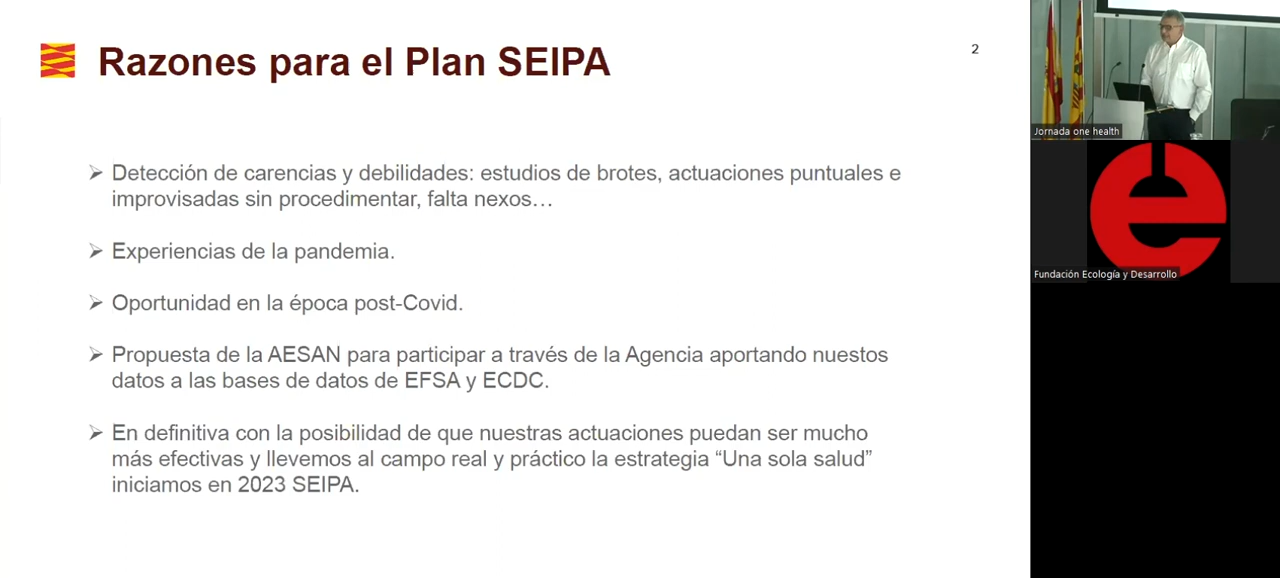 Razones para el Plan SEIPA
2
➢ Detección de carencias y debilidades: estudios de brotes, actuaciones puntuales e
improvisadas sin procedimentar, falta nexos…
➢ Experiencias de la pandemia.
➢ Oportunidad en la época post-Covid.
➢ Propuesta de la AESAN para participar a través de la Agencia aportando nuestos
datos a las bases de datos de EFSA y ECDC.
➢ En definitiva con la posibilidad de que nuestras actuaciones puedan ser mucho
más efectivas y llevemos al campo real y práctico la estrategia “Una sola salud”
iniciamos en 2023 SEIPA.
Jornada one health
e
Fundación Ecología y Desarrollo